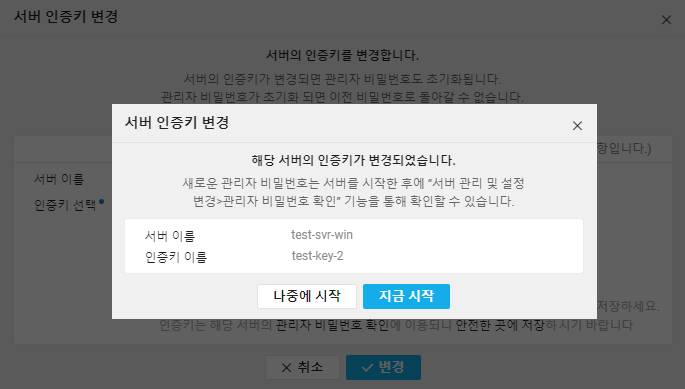 서버 인증키 변경
서버의 인증키를 변경합니다.
서버의 인증키가 변경되면 관리자 비밀번호도 초기화됩니다.
관리자 비밀번호가 초기화 되면 이전 비밀번호로 돌아갈 수 없습니다.
서버 인증키 변경
해당 서버의 인증키가 변경되었습니다.
새로운 관리자 비밀번호는 서버를 시작한 후에 "서버 관리 및 설정
변경>관리자 비밀번호 확인" 기능을 통해 확인할 수 있습니다.
서버 이름 test-svr-win
인증키 이름 test-key-2
나중에 시작 지금 시작
서버 이름
인증키 선택
저장하세요.
인증키는 해당 서버의 관리자 비밀번호 확인에 이용되니 안전한 곳에 저장하시기 바랍니다
취소 변경